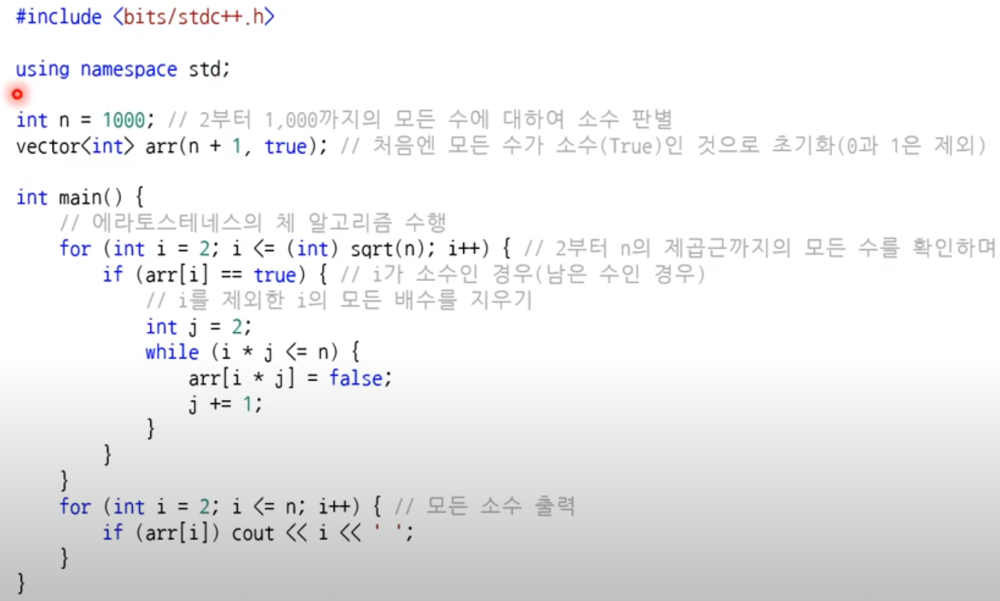 #include <bits/stdc++.h>
using namespace std;
int n = 1000; // 2부터 1,000까지의 모든 수에 대하여 소수 판별
vector<int> arr(n + 1, true); // 처음엔 모든 수가 소수(True)인 것으로 초기화(0과 1은 제외)
int main() {
// 에라토스테네스의 체 알고리즘 수행
for (int i = 2; i <= (int) sqrt(n); i++) { // 2부터 n의 제곱근까지의 모든 수를 확인하며
if (arr[i] == true) { // i가 소수인 경우(남은 수인 경우)
// i를 제외한 i의 모든 배수를 지우기
int j = 2;
while (i * j <= n) {
arr[i * j] = false;
j += 1;
}
}
}
for (int i = 2; i <= n; i++) { // 모든 소수 출력
if (arr[i]) cout << i << ' ';
}
}